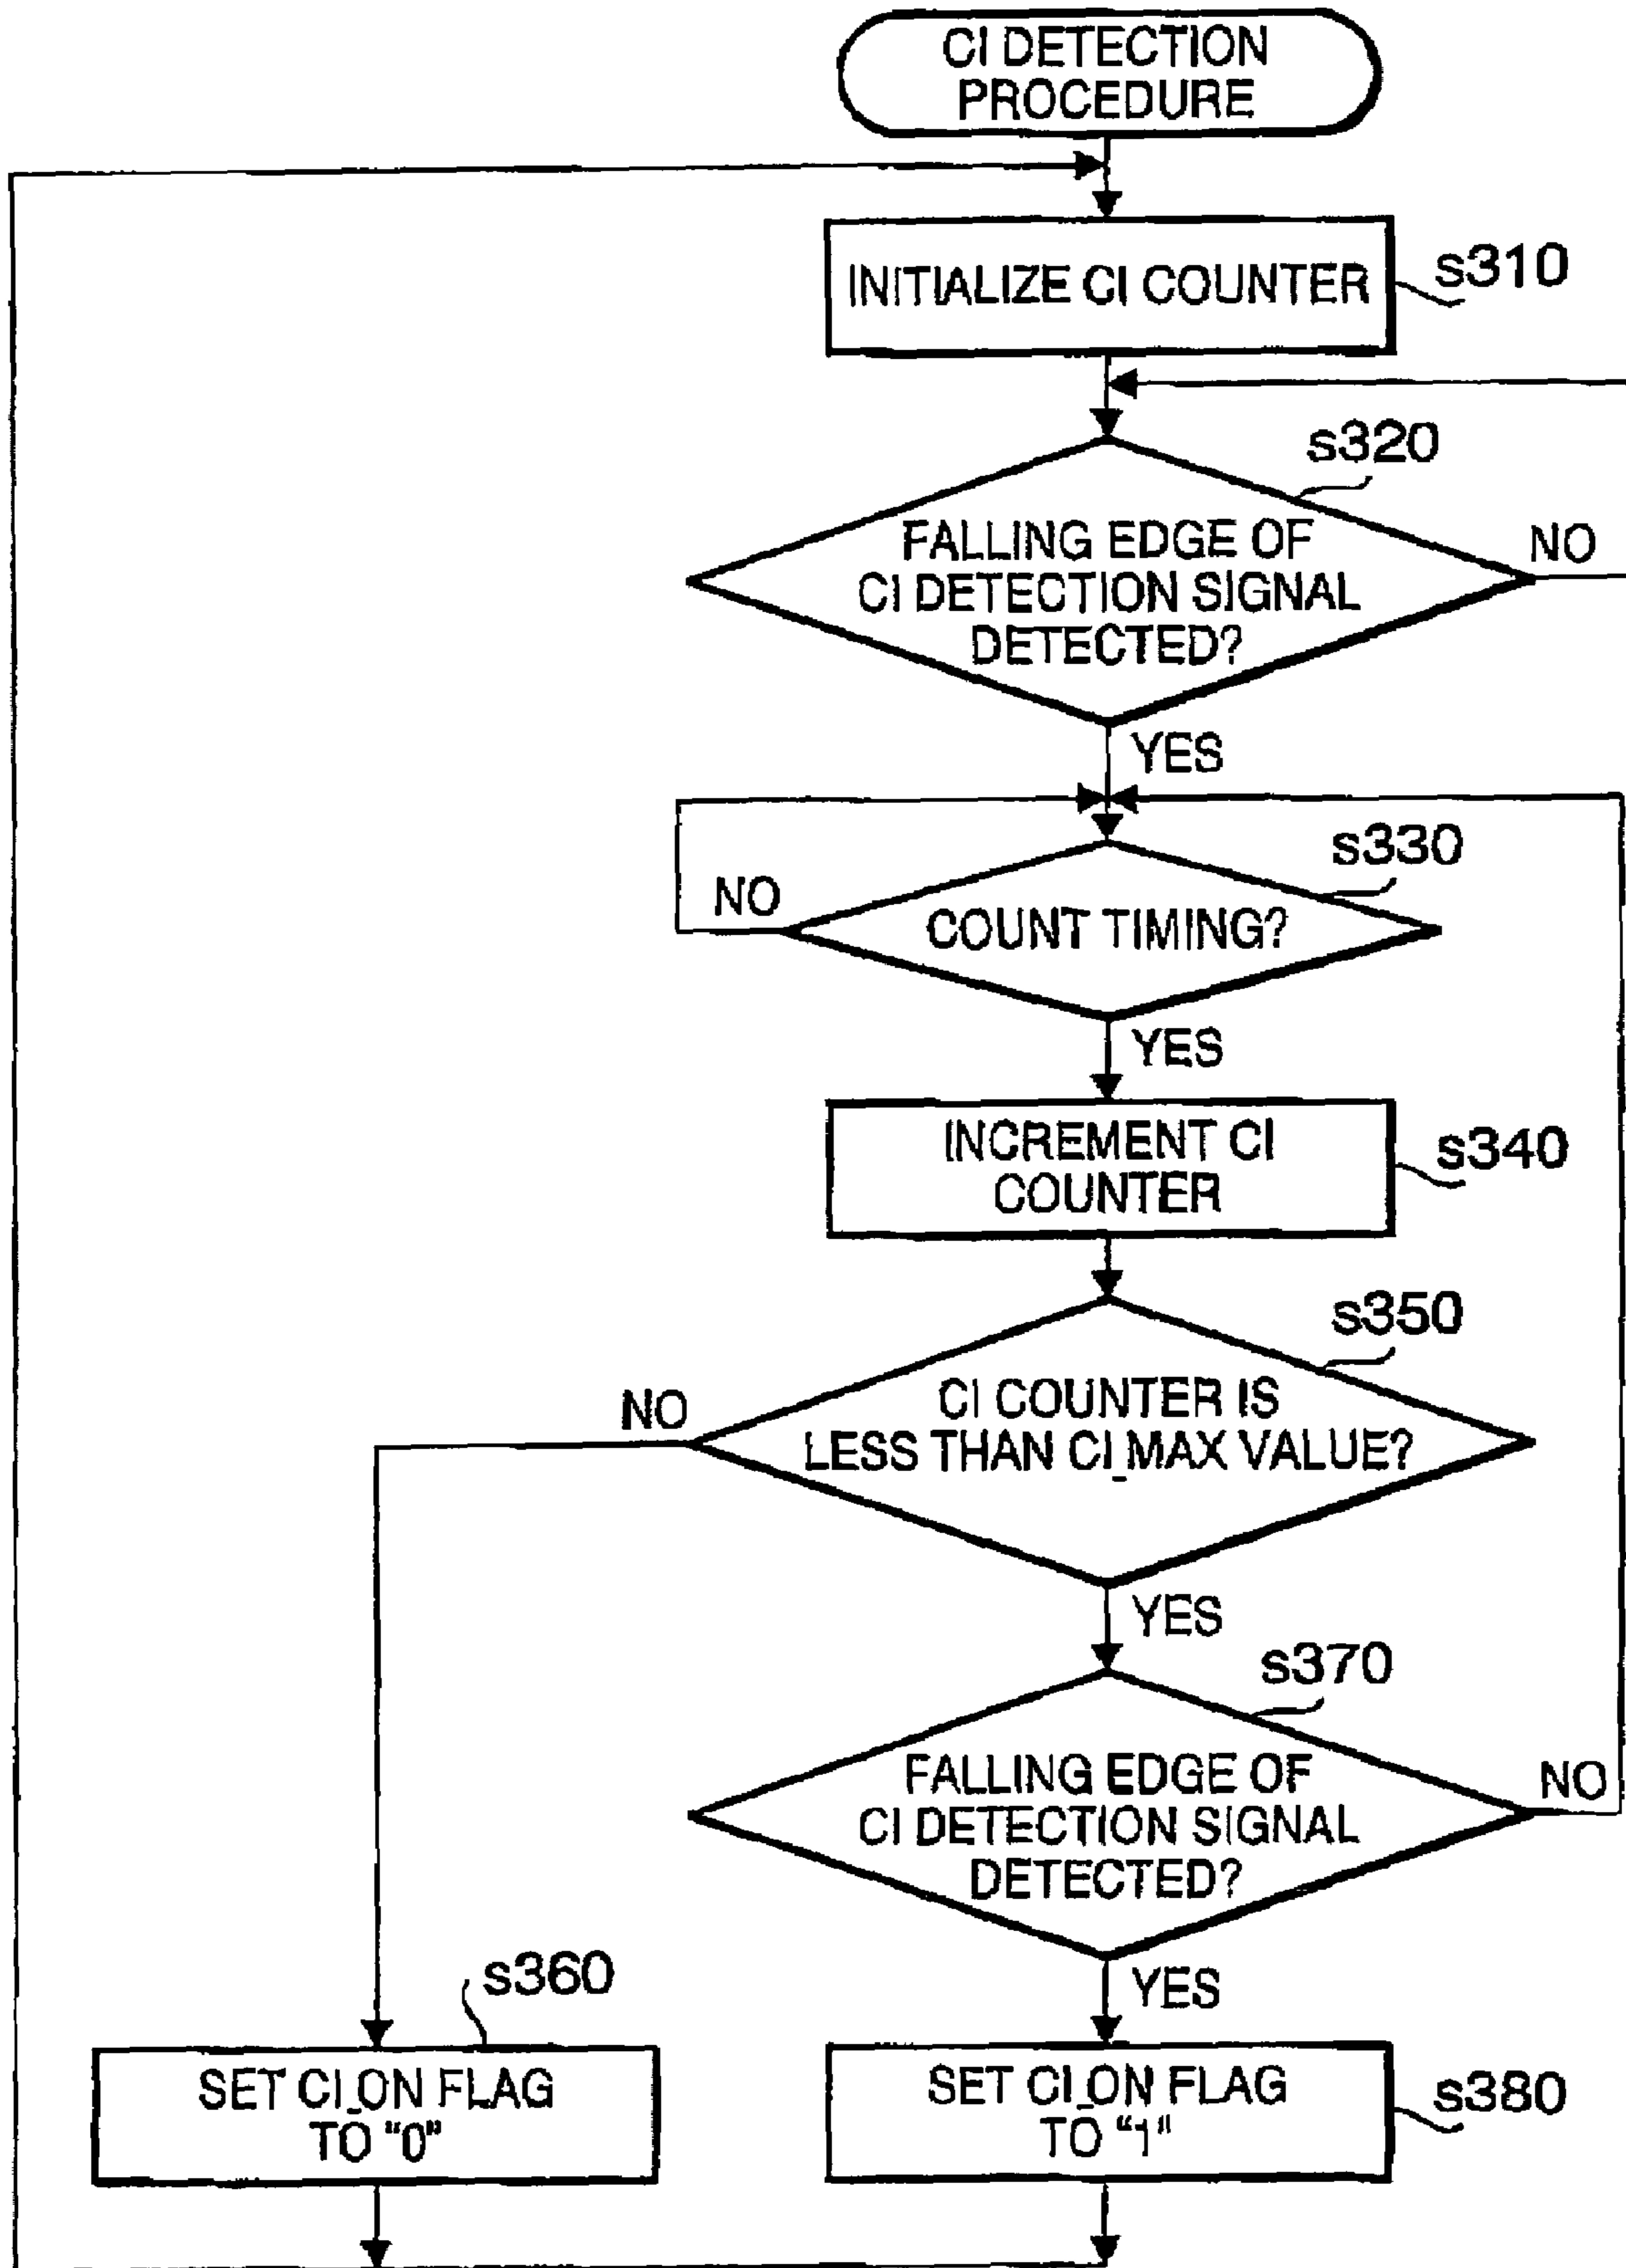 CI DETECTION
PROCEDURE
INITIALIZE CI COUNTER
s310
s320
FALLING EDGE OF
CI DETECTION SIGNAL
DETECTED?
NO
YES
s330
NO
COUNT TIMING?
YES
INCREMENT CI
COUNTER
s340
s350
NO
CI COUNTER IS
LESS THAN CI_MAX VALUE?
YES
s370
FALLING EDGE OF
CI DETECTION SIGNAL
DETECTED?
NO
YES
s360
SET CI_ON FLAG
TO "0"
SET CI_ON FLAG
TO "1"
s380